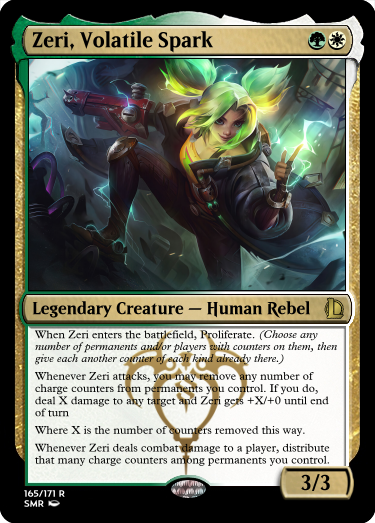 Zeri, Volatile Spark
Legendary Creature — Human Rebel
When Zeri enters the battlefield, Proliferate. (Choose any
number of permanents and/or players with counters on them, then
give each another counter of each kind already there.)
Whenever Zeri attacks, you may remove any number of
charge counters from permanents you control. If you do,
deal X damage to any target and Zeri gets +X/+0 until end
of turn
Where X is the number of counters removed this way.
Whenever Zeri deals combat damage to a player, distribute
that many charge counters among permanents you control.
3/3
165/171 R
SMR